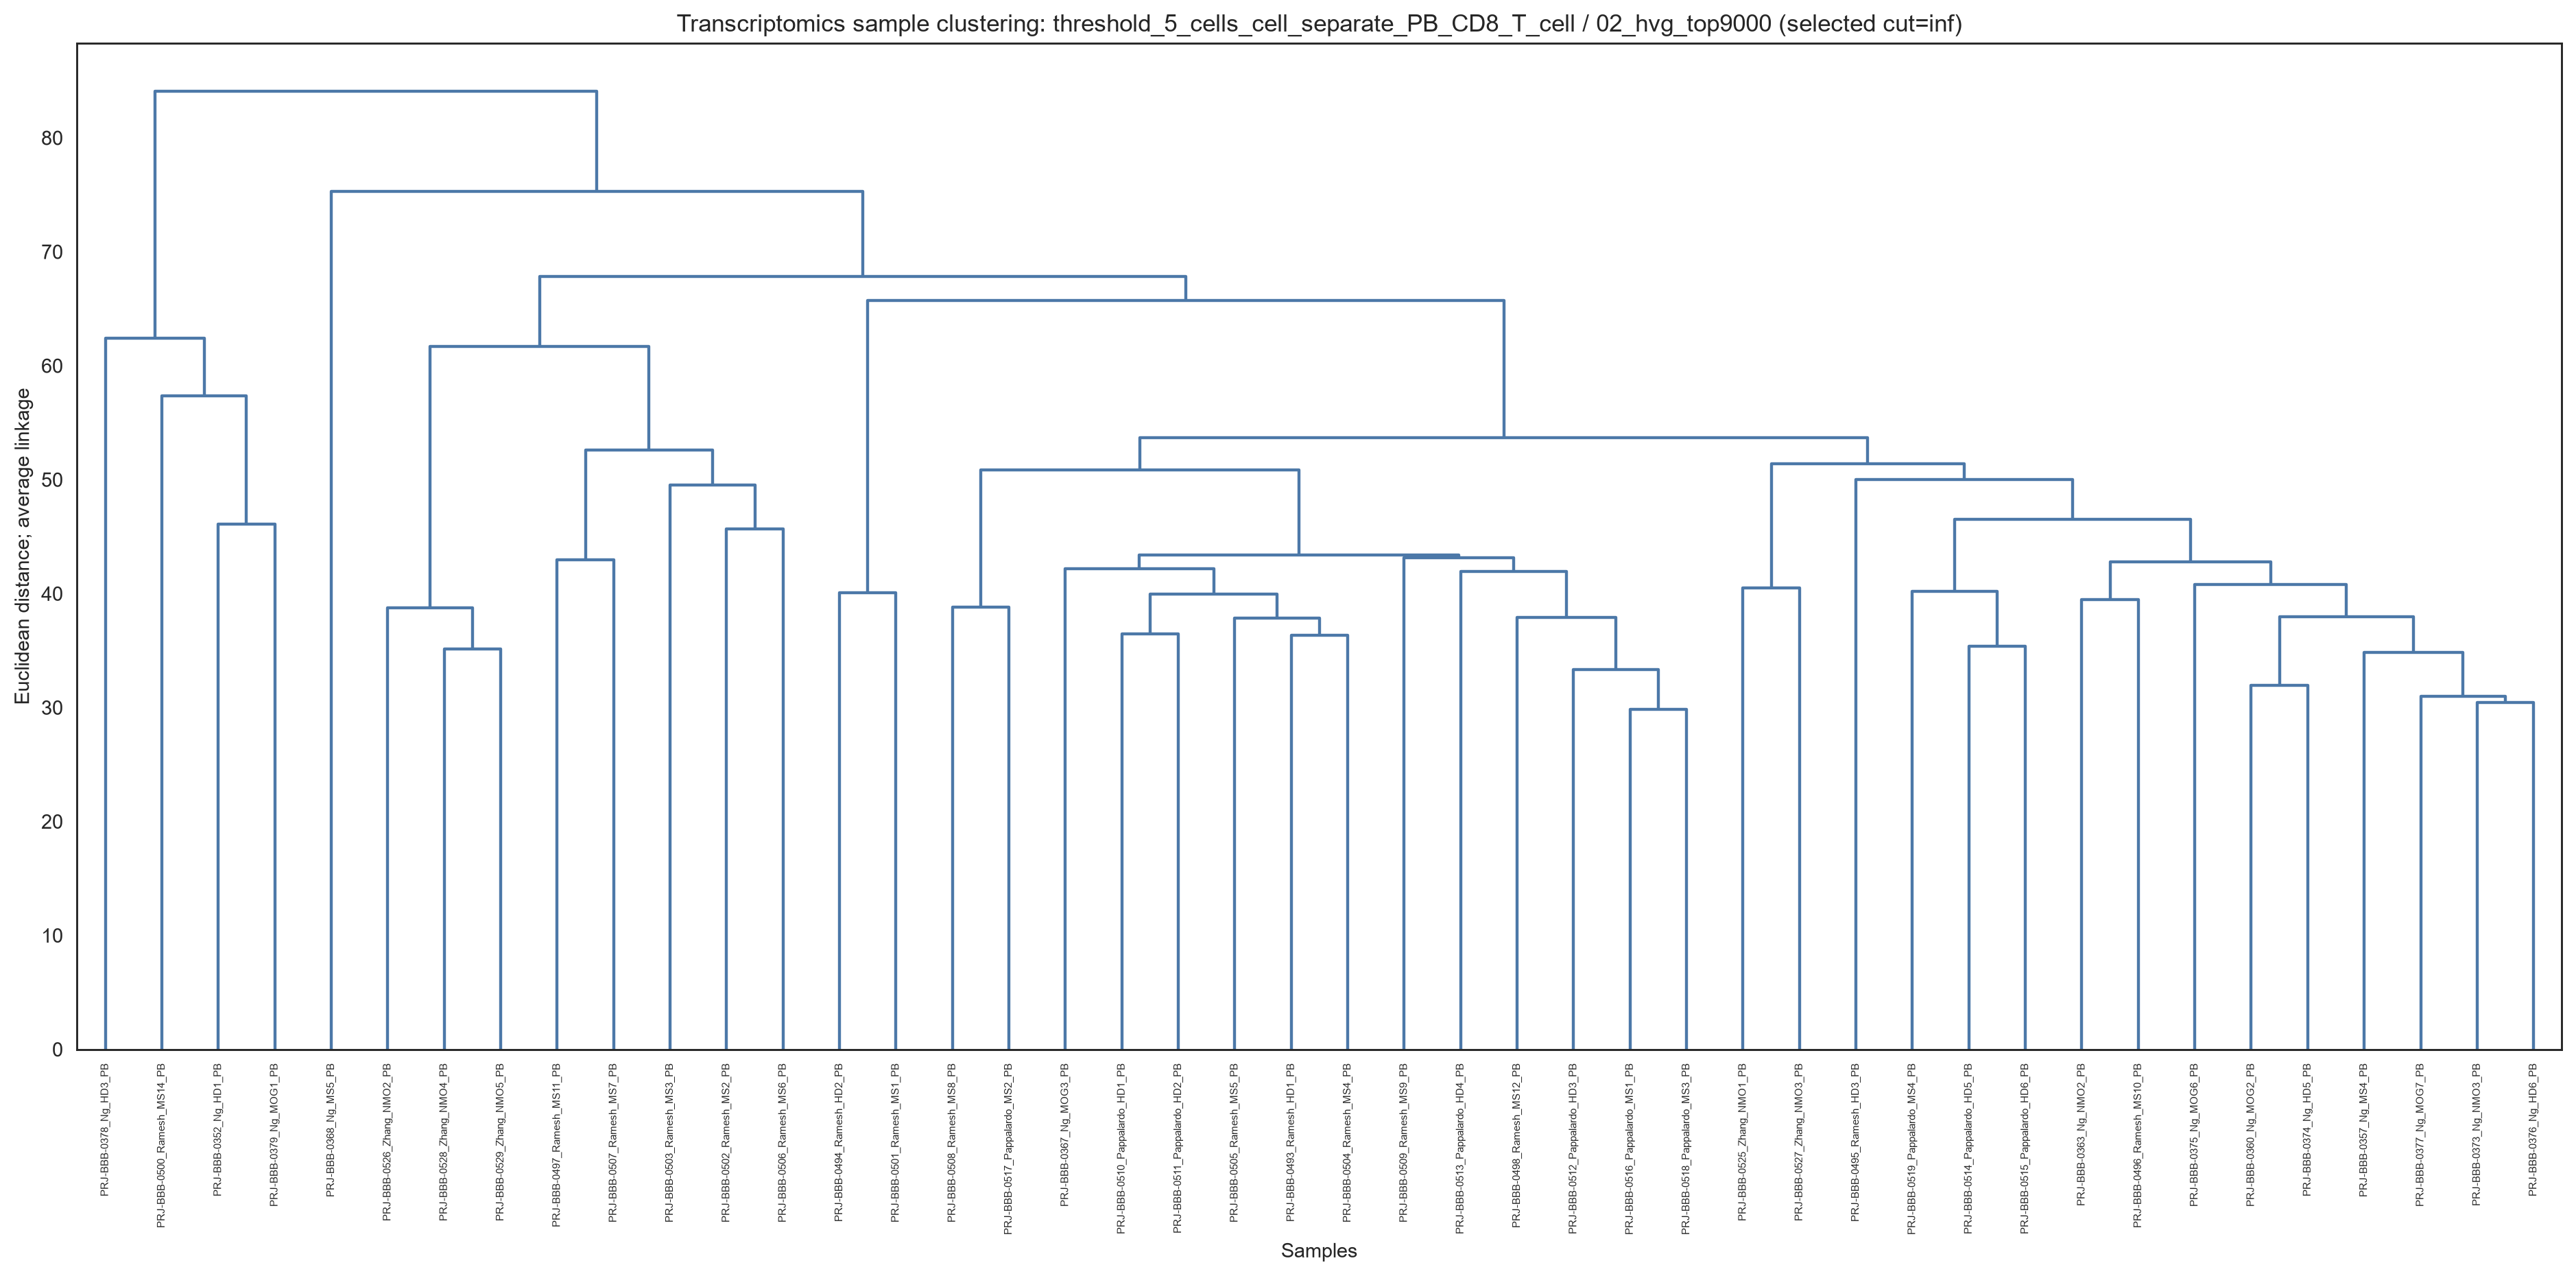 Transcriptomics sample clustering: threshold_5_cells_cell_separate_PB_CD8_T_cell / 02_hvg_top9000 (selected cut=inf)
Euclidean distance; average linkage
80
70
60
50
40
30
20
10
0
PRJ-BBB-0378_Ng_HD3_PB
PRJ-BBB-0500_Ramesh_MS14_PB
PRJ-BBB-0352_Ng_HD1_PB
PRJ-BBB-0379_Ng_MOG1_PB
PRJ-BBB-0368_Ng_MS5_PB
PRJ-BBB-0526_Zhang_NMO2_PB
PRJ-BBB-0528_Zhang_NMO4_PB
PRJ-BBB-0529_Zhang_NMO5_PB
PRJ-BBB-0497_Ramesh_MS11_PB
PRJ-BBB-0507_Ramesh_MS7_PB
PRJ-BBB-0503_Ramesh_MS3_PB
PRJ-BBB-0502_Ramesh_MS2_PB
PRJ-BBB-0506_Ramesh_MS6_PB
PRJ-BBB-0494_Ramesh_HD2_PB
PRJ-BBB-0501_Ramesh_MS1_PB
PRJ-BBB-0508_Ramesh_MS8_PB
PRJ-BBB-0517_Pappalardo_MS2_PB
PRJ-BBB-0367_Ng_MOG3_PB
PRJ-BBB-0510_Pappalardo_HD1_PB
PRJ-BBB-0511_Pappalardo_HD2_PB
PRJ-BBB-0505_Ramesh_MS5_PB
PRJ-BBB-0493_Ramesh_HD1_PB
PRJ-BBB-0504_Ramesh_MS4_PB
PRJ-BBB-0509_Ramesh_MS9_PB
PRJ-BBB-0513_Pappalardo_HD4_PB
PRJ-BBB-0498_Ramesh_MS12_PB
PRJ-BBB-0512_Pappalardo_HD3_PB
PRJ-BBB-0516_Pappalardo_MS1_PB
PRJ-BBB-0518_Pappalardo_MS3_PB
PRJ-BBB-0525_Zhang_NMO1_PB
PRJ-BBB-0527_Zhang_NMO3_PB
PRJ-BBB-0495_Ramesh_HD3_PB
PRJ-BBB-0519_Pappalardo_MS4_PB
PRJ-BBB-0514_Pappalardo_HD5_PB
PRJ-BBB-0515_Pappalardo_HD6_PB
PRJ-BBB-0363_Ng_NMO2_PB
PRJ-BBB-0496_Ramesh_MS10_PB
PRJ-BBB-0375_Ng_MOG6_PB
PRJ-BBB-0360_Ng_MOG2_PB
PRJ-BBB-0374_Ng_HD5_PB
PRJ-BBB-0357_Ng_MS4_PB
PRJ-BBB-0377_Ng_MOG7_PB
PRJ-BBB-0373_Ng_NMO3_PB
PRJ-BBB-0376_Ng_HD6_PB
Samples